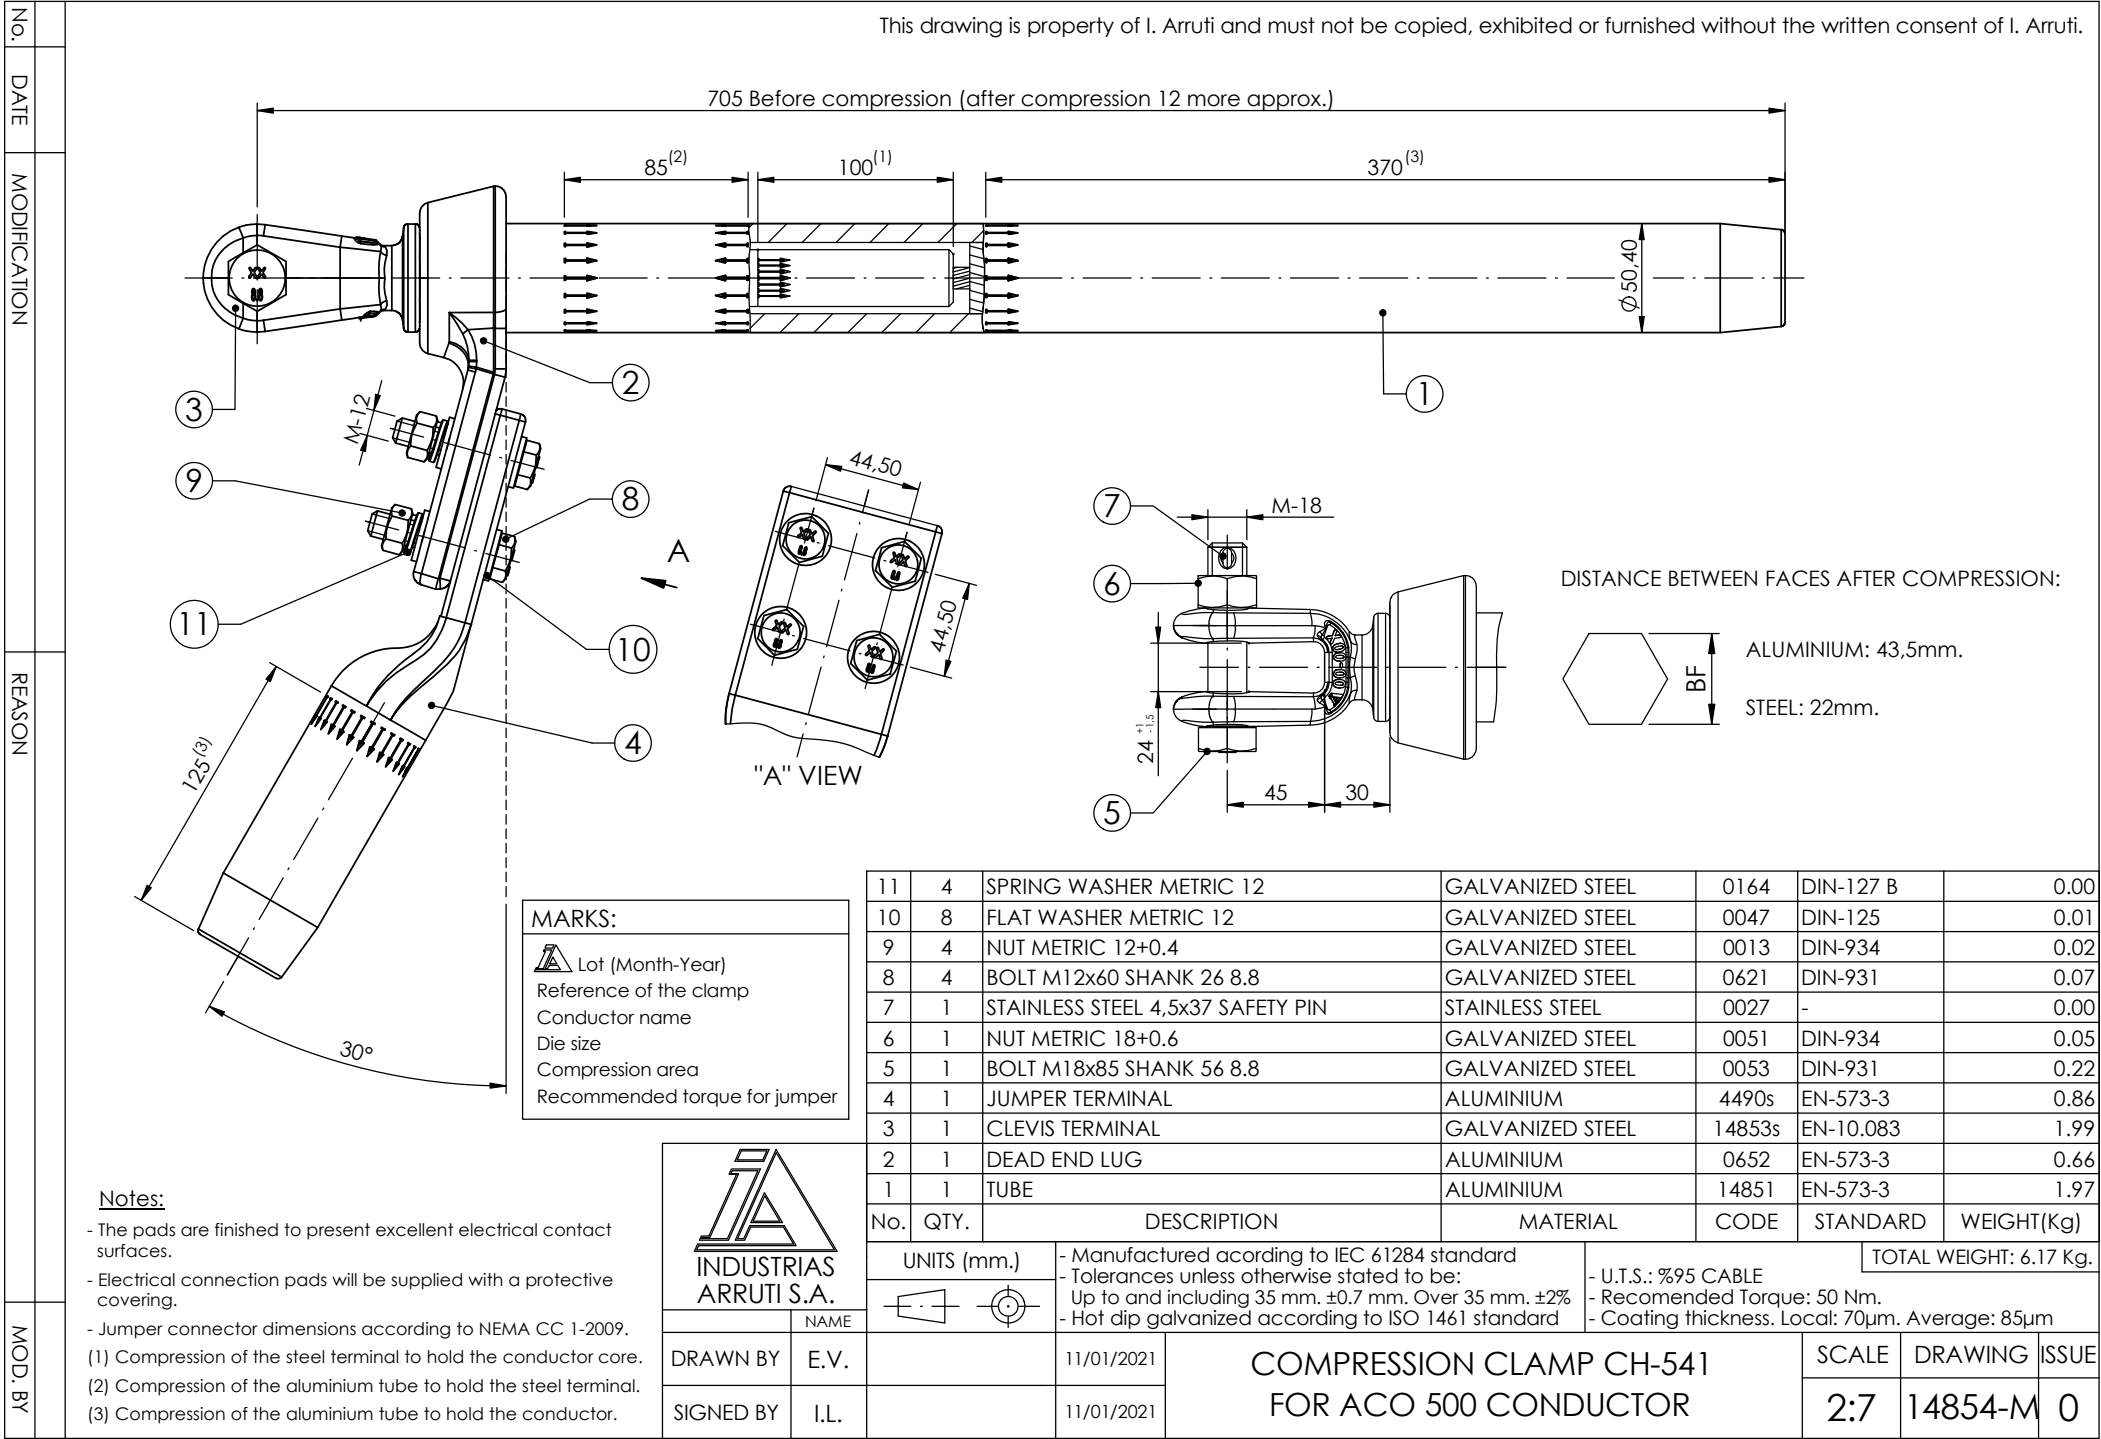 This drawing is property of I. Arruti and must not be copied, exhibited or furnished without the written consent of I. Arruti.
No.
DATE
MODIFICATION
REASON
MOD. BY
705 Before compression (after compression 12 more approx.)
85(2)
100(1)
370(3)
ϕ50,40
XX
8.8
3
2
1
M-12
9
8
11
10
4
A
125(3)
30°
44,50
44,50
"A" VIEW
7
M-18
6
24 +1 -1.5
5
45
30
DISTANCE BETWEEN FACES AFTER COMPRESSION:
BF
ALUMINIUM: 43,5mm.
STEEL: 22mm.
MARKS:
iA Lot (Month-Year)
Reference of the clamp
Conductor name
Die size
Compression area
Recommended torque for jumper
11 4 SPRING WASHER METRIC 12 GALVANIZED STEEL 0164 DIN-127 B 0.00
10 8 FLAT WASHER METRIC 12 GALVANIZED STEEL 0047 DIN-125 0.01
9 4 NUT METRIC 12+0.4 GALVANIZED STEEL 0013 DIN-934 0.02
8 4 BOLT M12x60 SHANK 26 8.8 GALVANIZED STEEL 0621 DIN-931 0.07
7 1 STAINLESS STEEL 4,5x37 SAFETY PIN STAINLESS STEEL 0027 - 0.00
6 1 NUT METRIC 18+0.6 GALVANIZED STEEL 0051 DIN-934 0.05
5 1 BOLT M18x85 SHANK 56 8.8 GALVANIZED STEEL 0053 DIN-931 0.22
4 1 JUMPER TERMINAL ALUMINIUM 4490s EN-573-3 0.86
3 1 CLEVIS TERMINAL GALVANIZED STEEL 14853s EN-10.083 1.99
2 1 DEAD END LUG ALUMINIUM 0652 EN-573-3 0.66
1 1 TUBE ALUMINIUM 14851 EN-573-3 1.97
No. QTY. DESCRIPTION MATERIAL CODE STANDARD WEIGHT(Kg)
Notes:
- The pads are finished to present excellent electrical contact
surfaces.
- Electrical connection pads will be supplied with a protective
covering.
- Jumper connector dimensions according to NEMA CC 1-2009.
(1) Compression of the steel terminal to hold the conductor core.
(2) Compression of the aluminium tube to hold the steel terminal.
(3) Compression of the aluminium tube to hold the conductor.
iA
INDUSTRIAS
ARRUTI S.A.
NAME
DRAWN BY E.V. 11/01/2021
SIGNED BY I.L. 11/01/2021
UNITS (mm.)
- Manufactured acording to IEC 61284 standard
- Tolerances unless otherwise stated to be:
Up to and including 35 mm. ±0.7 mm. Over 35 mm. ±2%
- Hot dip galvanized according to ISO 1461 standard
TOTAL WEIGHT: 6.17 Kg.
- U.T.S.: %95 CABLE
- Recomended Torque: 50 Nm.
- Coating thickness. Local: 70µm. Average: 85µm
COMPRESSION CLAMP CH-541
FOR ACO 500 CONDUCTOR
SCALE DRAWING ISSUE
2:7 14854-M 0